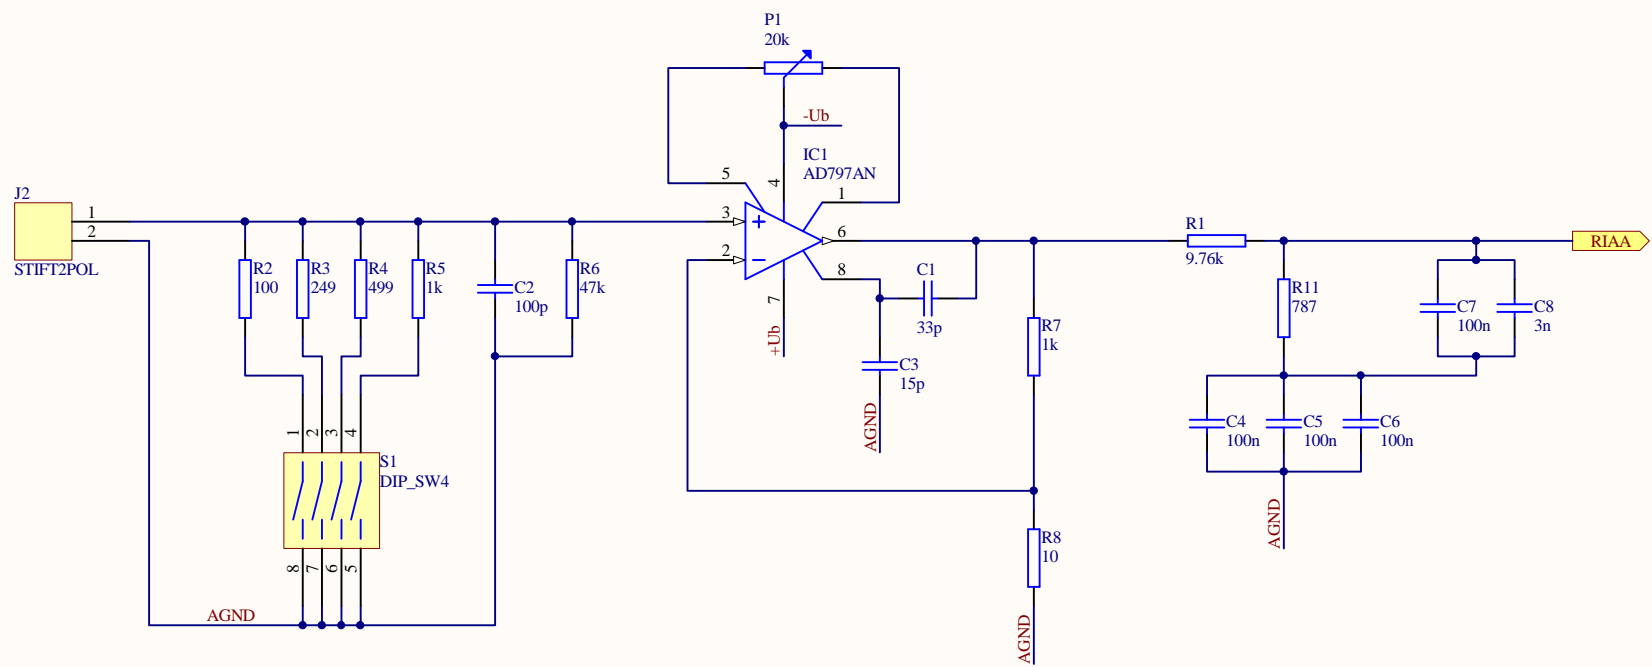 P1
20k
-Ub
IC1
AD797AN
5
4
1
J2
1
2
STIFT2POL
3
2
6
8
7
+Ub
R1
9.76k
RIAA
R2
100
R3
249
R4
499
R5
1k
C2
100p
R6
47k
C1
33p
C3
15p
AGND
R7
1k
R11
787
C7
100n
C8
3n
C4
100n
C5
100n
C6
100n
AGND
1
2
3
4
S1
DIP_SW4
8
7
6
5
AGND
R8
10
AGND